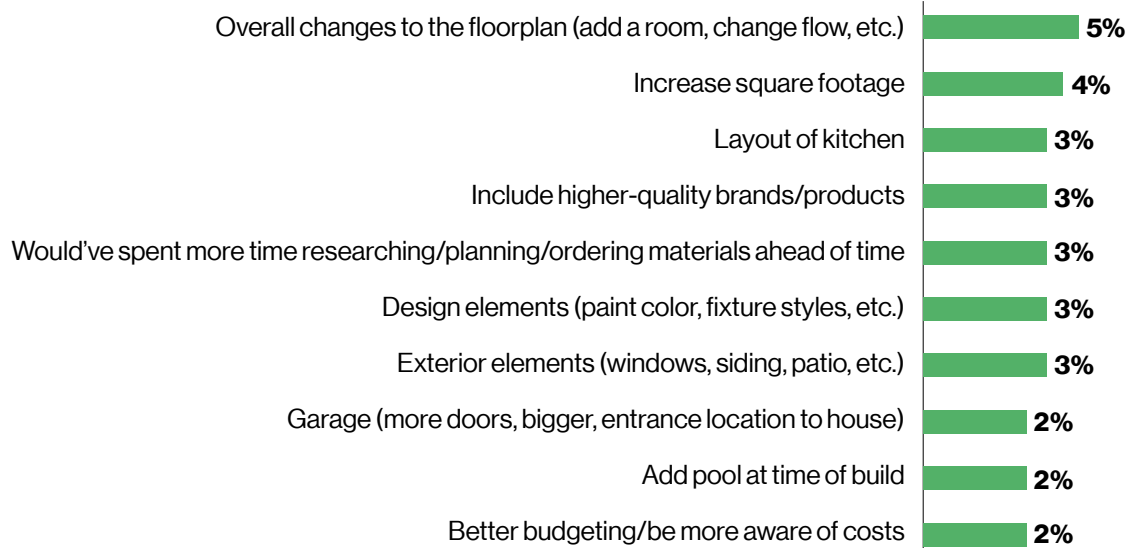 Overall changes to the floorplan (add a room, change flow, etc.) 5%
Increase square footage 4%
Layout of kitchen 3%
Include higher-quality brands/products 3%
Would've spent more time researching/planning/ordering materials ahead of time 3%
Design elements (paint color, fixture styles, etc.) 3%
Exterior elements (windows, siding, patio, etc.) 3%
Garage (more doors, bigger, entrance location to house) 2%
Add pool at time of build 2%
Better budgeting/be more aware of costs 2%